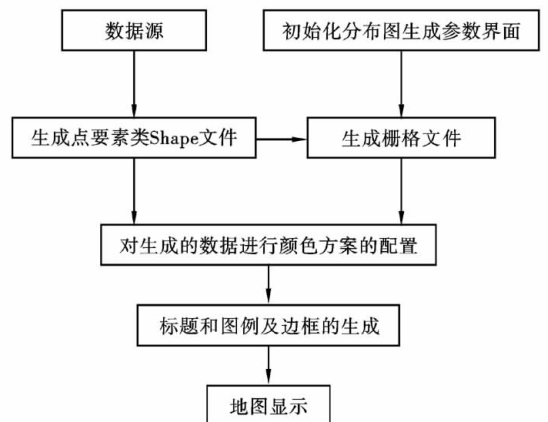 数据源
初始化分布图生成参数界面
生成点要素类Shape文件
生成栅格文件
对生成的数据进行颜色方案的配置
标题和图例及边框的生成
地图显示